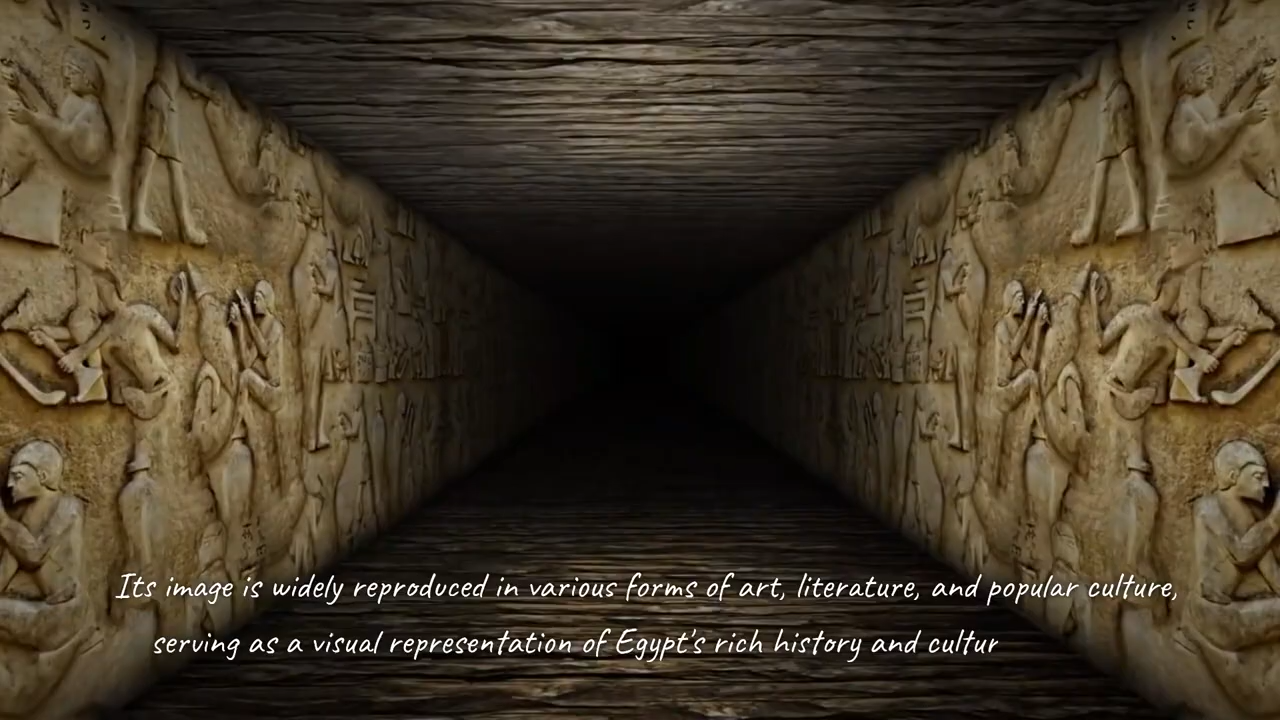 Its image is widely reproduced in various forms of art, literature, and popular culture,
serving as a visual representation of Egypt's rich history and cultur